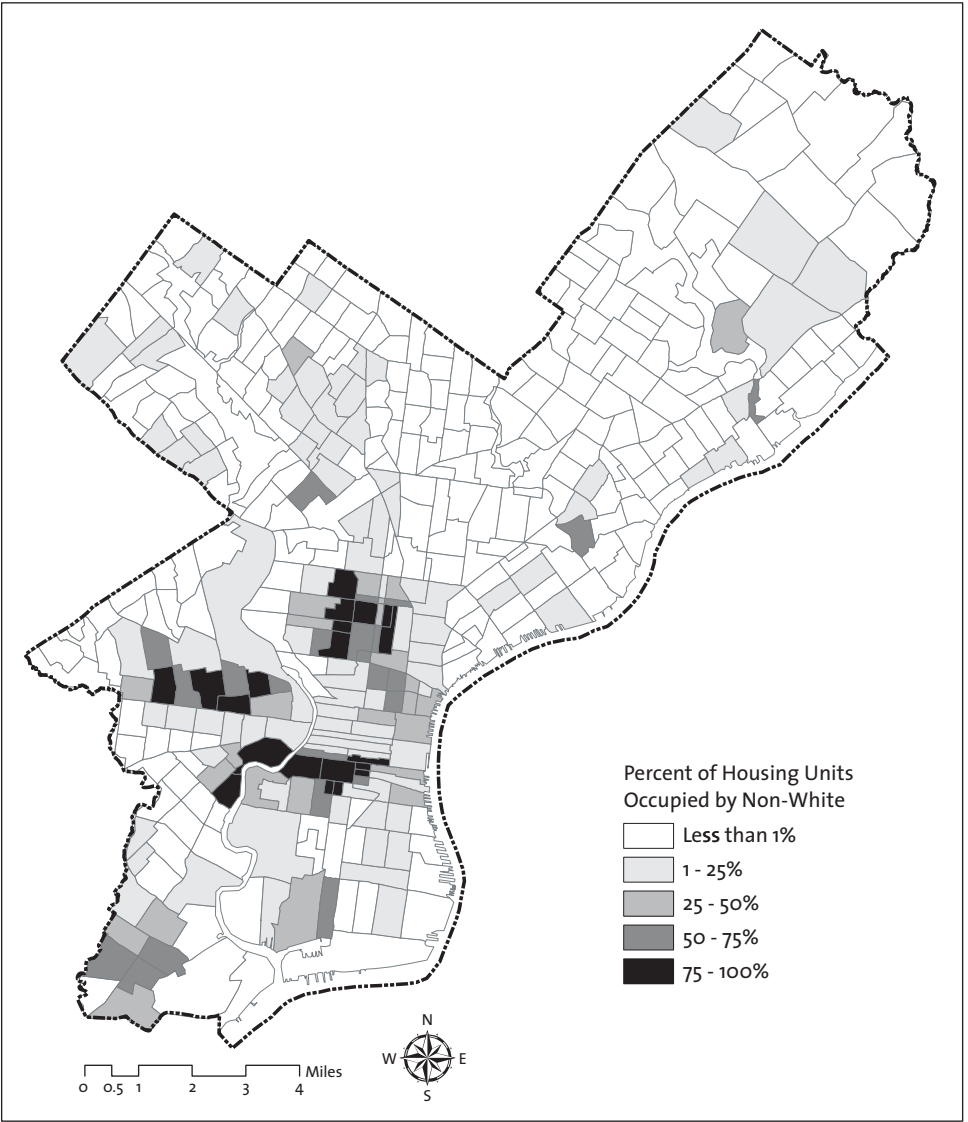 Percent of Housing Units
Occupied by Non-White
Less than 1%
1 - 25%
25 - 50%
50 - 75%
75 - 100%
N
W E
S
Miles
0 0.5 1 2 3 4